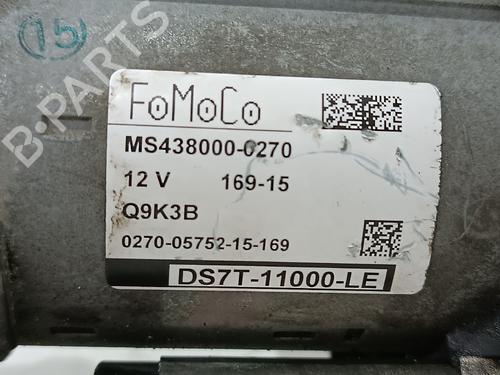 15
B-PARTS
FoMoCo
MS438000-0270
12 V 169-15
Q9K3B
0270-05752-15-169
DS7T-11000-LE